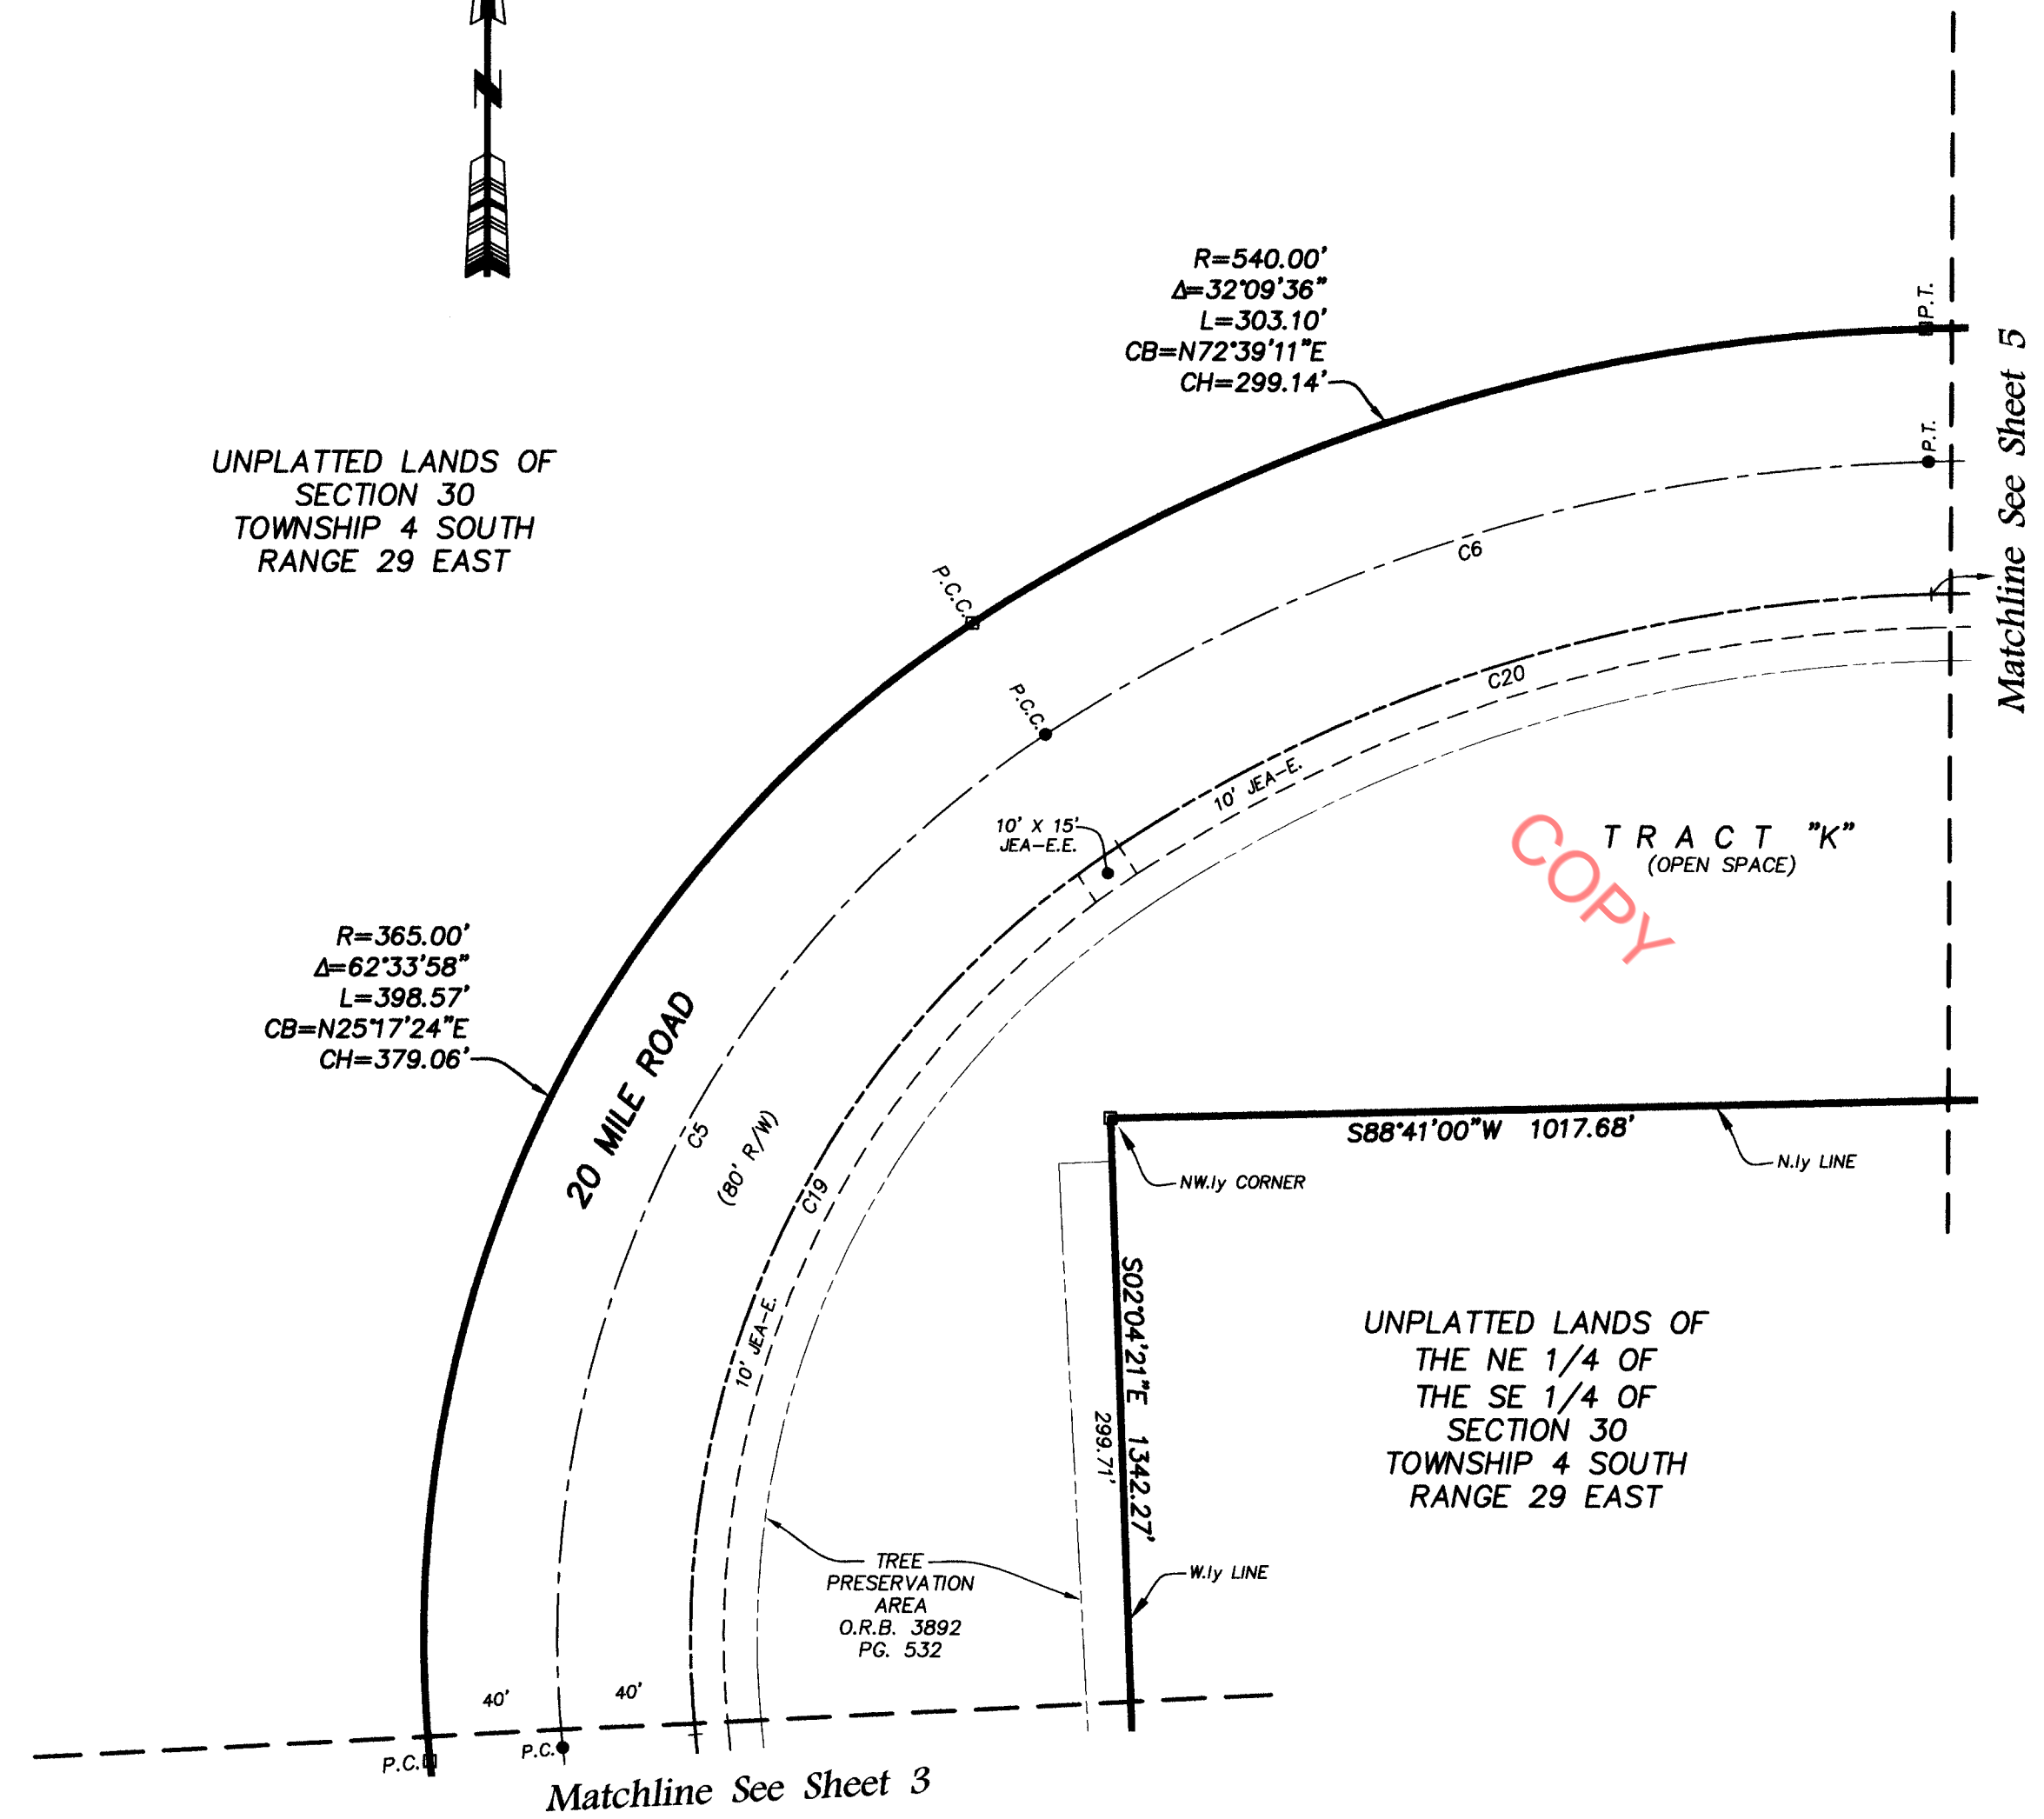 N
R=540.00'
Δ=32°09'36"
L=303.10'
CB=N72°39'11"E
CH=299.14'
P.T.
Matchline See Sheet 5
UNPLATTED LANDS OF
SECTION 30
TOWNSHIP 4 SOUTH
RANGE 29 EAST
P.T.
C6
P.C.C.
C20
P.C.C.
10' JEA-E.
10' X 15'
JEA-E.E.
T R A C T "K"
(OPEN SPACE)
COPY
R=365.00'
Δ=62°33'58"
L=398.57'
CB=N25°17'24"E
CH=379.06'
20 MILE ROAD
C5
(80' R/W)
C19
S88°41'00"W 1017.68'
N.ly LINE
NW.ly CORNER
S02°04'21"E 1342.27'
299.71'
10' JEA-E.
UNPLATTED LANDS OF
THE NE 1/4 OF
THE SE 1/4 OF
SECTION 30
TOWNSHIP 4 SOUTH
RANGE 29 EAST
TREE
PRESERVATION
AREA
O.R.B. 3892
PG. 532
W.ly LINE
40'
40'
P.C.
P.C.
Matchline See Sheet 3